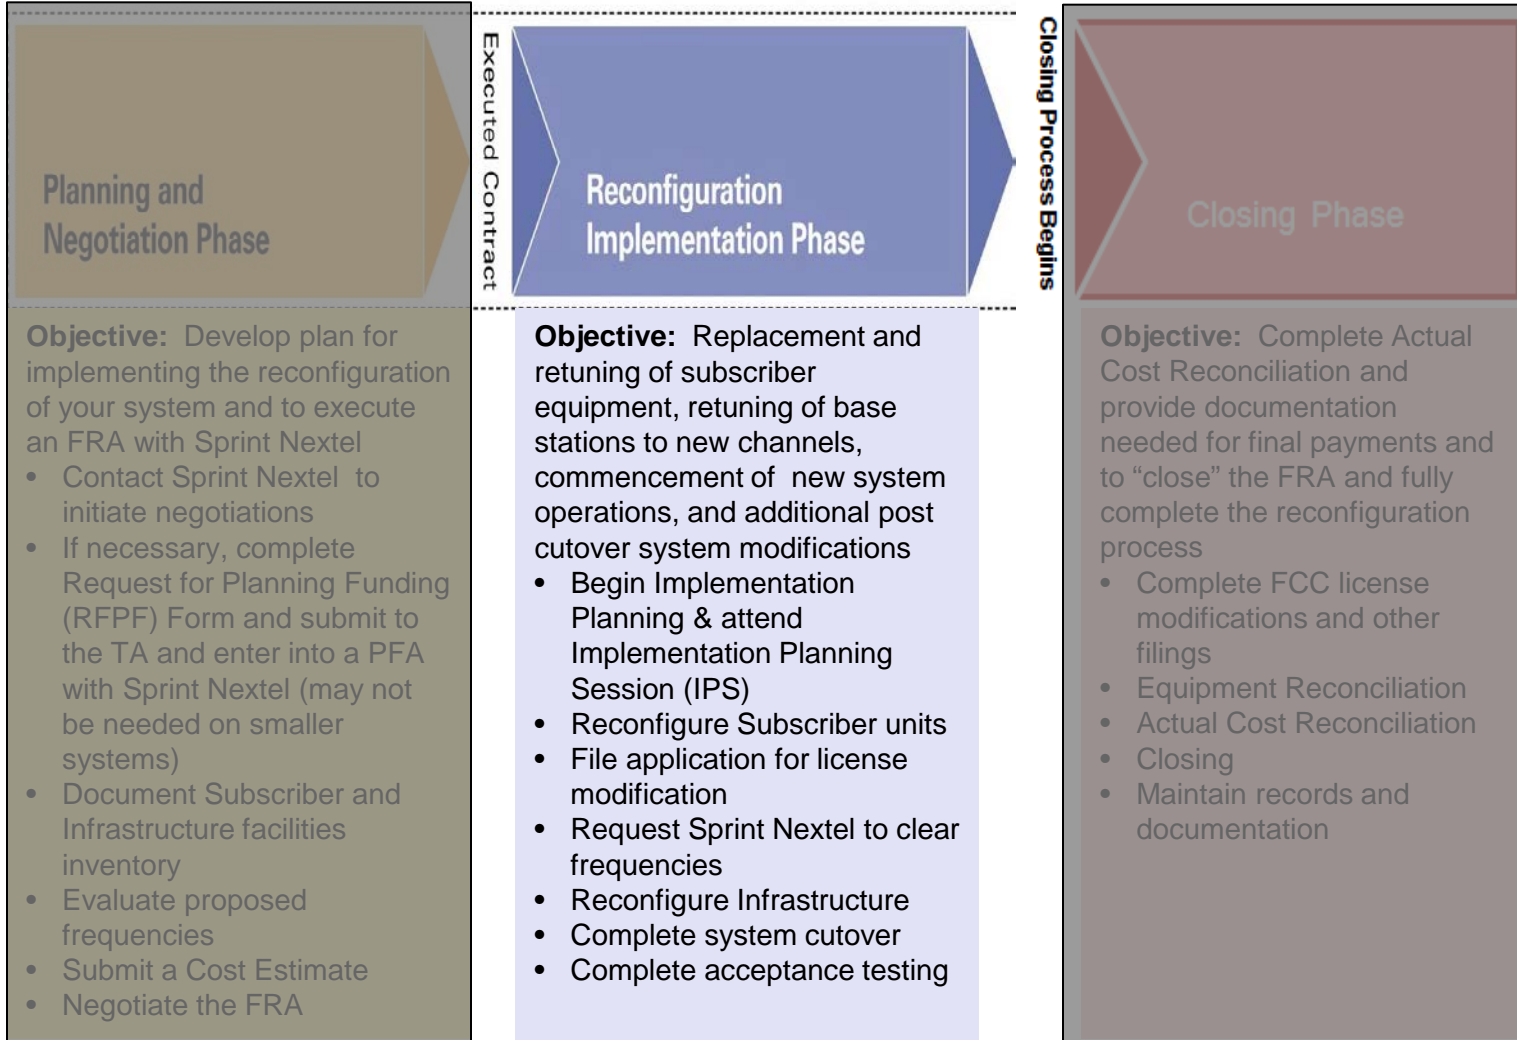 Planning and
Negotiation Phase
Objective:  Develop plan for
implementing the reconfiguration
of your system and to execute
an FRA with Sprint Nextel
• Contact Sprint Nextel  to
initiate negotiations
• If necessary, complete
Request for Planning Funding
(RFPF) Form and submit to
the TA and enter into a PFA
with Sprint Nextel (may not
be needed on smaller
systems)
• Document Subscriber and
Infrastructure facilities
inventory
• Evaluate proposed
frequencies
• Submit a Cost Estimate
• Negotiate the FRA
Executed Contract
Reconfiguration
Implementation Phase
Objective:  Replacement and
retuning of subscriber
equipment, retuning of base
stations to new channels,
commencement of  new system
operations, and additional post
cutover system modifications
• Begin Implementation
Planning & attend
Implementation Planning
Session (IPS)
• Reconfigure Subscriber units
• File application for license
modification
• Request Sprint Nextel to clear
frequencies
• Reconfigure Infrastructure
• Complete system cutover
• Complete acceptance testing
Closing Process Begins
Closing Phase
Objective:  Complete Actual
Cost Reconciliation and
provide documentation
needed for final payments and
to “close” the FRA and fully
complete the reconfiguration
process
• Complete FCC license
modifications and other
filings
• Equipment Reconciliation
• Actual Cost Reconciliation
• Closing
• Maintain records and
documentation